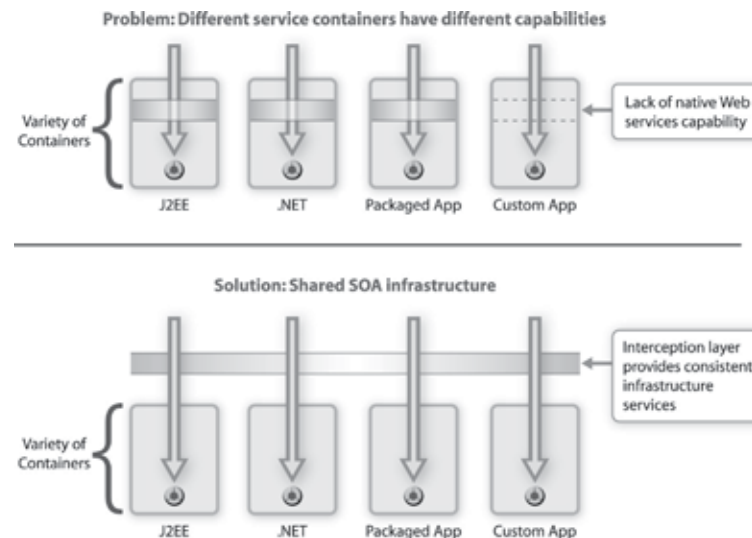 Problem: Different service containers have different capabilities
Variety of
Containers
Lack of native Web
services capability
J2EE
.NET
Packaged App
Custom App
Solution: Shared SOA infrastructure
Interception layer
provides consistent
infrastructure
services
Variety of
Containers
J2EE
.NET
Packaged App
Custom App